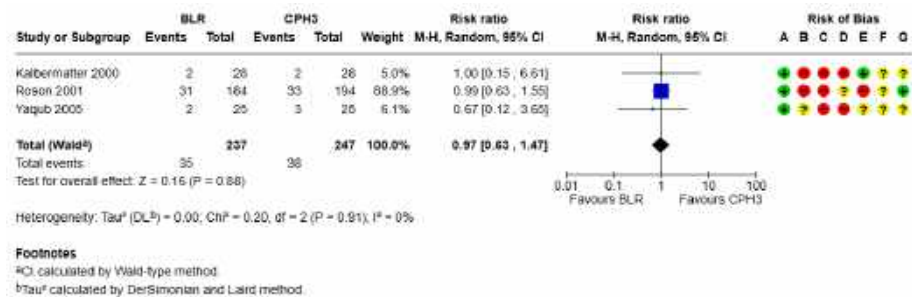 BLR CPH3 Risk ratio Risk ratio Risk of Bias
Study or Subgroup Events Total Events Total Weight M-H, Random, 95% CI M-H, Random, 95% CI A B C D E F G
Kalbermatter 2000 2 28 2 28 5.0% 1.00 [0.15 , 6.61] + - - - + ? ?
Roson 2001 31 184 33 194 88.9% 0.99 [0.63 , 1.55] + - - ? - ? +
Yaqub 2005 2 25 3 25 6.1% 0.67 [0.12 , 3.65] + ? - - ? ? ?
Total (Waldᵃ) 237 247 100.0% 0.97 [0.63 , 1.47]
Total events: 35 38
Test for overall effect: Z = 0.16 (P = 0.88) 0.01 0.1 1 10 100
Favours BLR Favours CPH3
Heterogeneity: Tau² (DLᵇ) = 0.00; Chi² = 0.20, df = 2 (P = 0.91); I² = 0%
Footnotes
ᵃCI calculated by Wald-type method.
ᵇTau² calculated by DerSimonian and Laird method.